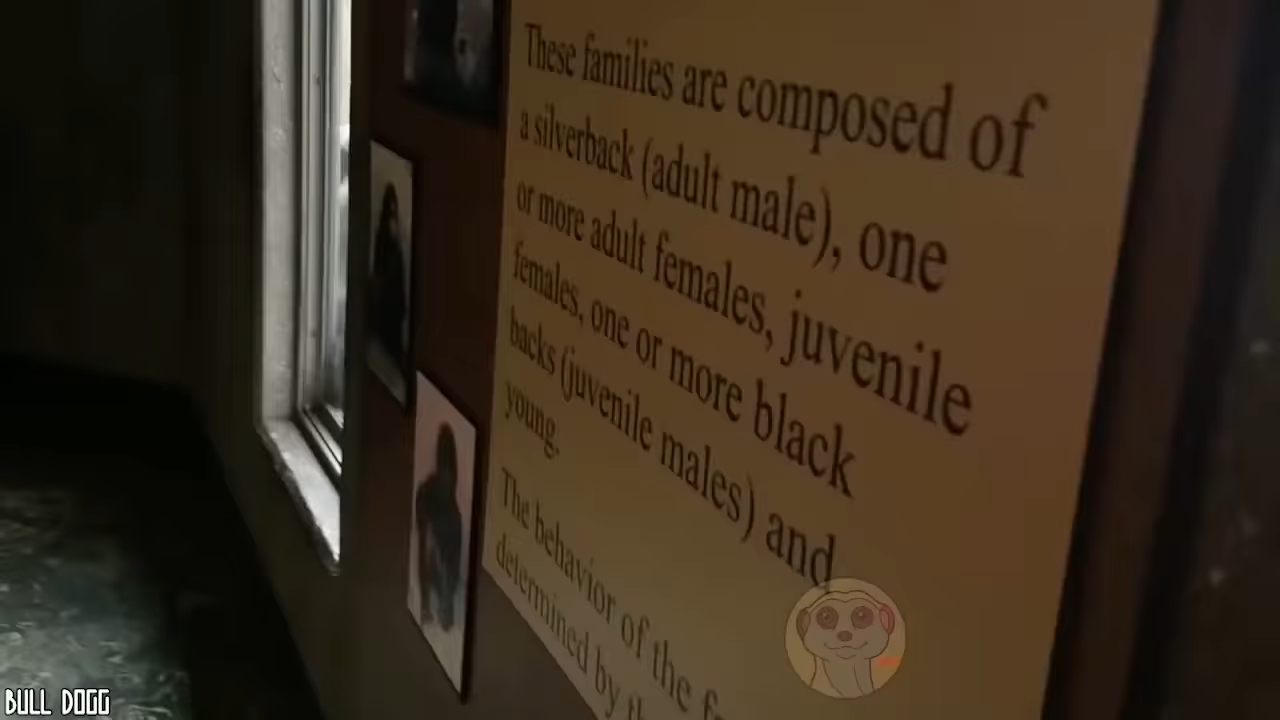 These families are composed of
a silverback (adult male), one
or more adult females, juvenile
females, one or more black
backs (juvenile males) and
young.
The behavior of the
determined by
BULL DOGG